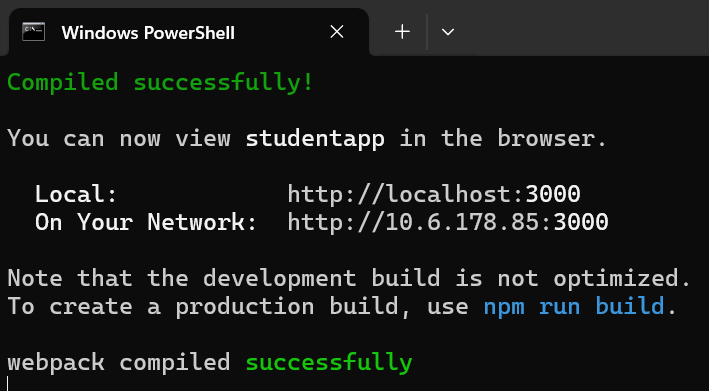 Windows PowerShell
Compiled successfully!
You can now view studentapp in the browser.
Local: http://localhost:3000
On Your Network: http://10.6.178.85:3000
Note that the development build is not optimized.
To create a production build, use npm run build.
webpack compiled successfully